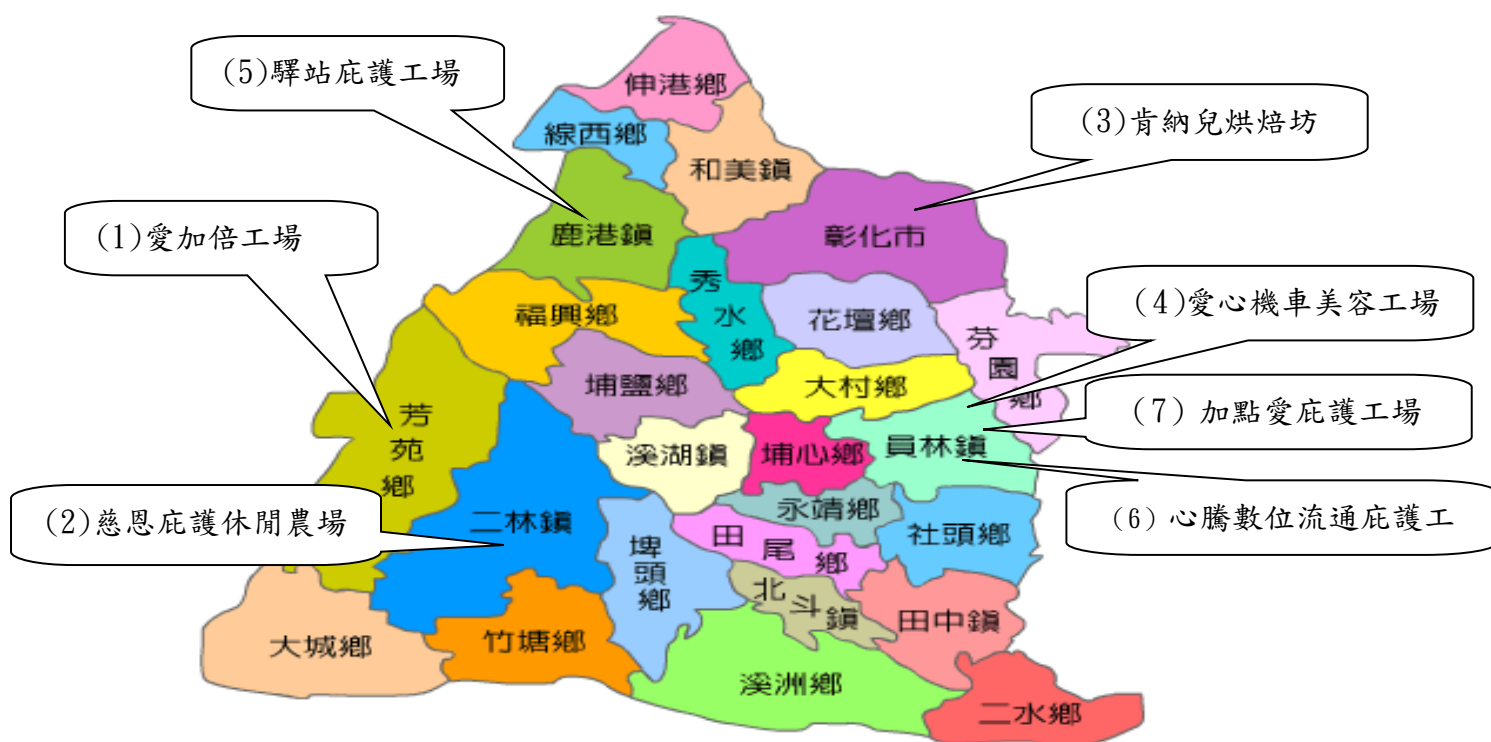 (5)驛站庇護工場
伸港鄉
線西鄉
(3)肯納兒烘焙坊
和美鎮
(1)愛加倍工場
鹿港鎮
彰化市
秀水鄉
福興鄉
花壇鄉
(4)愛心機車美容工場
芬園鄉
埔鹽鄉
大村鄉
芳苑鄉
(7) 加點愛庇護工場
溪湖鎮
埔心鄉
員林鎮
(2)慈恩庇護休閒農場
二林鎮
永靖鄉
(6) 心騰數位流通庇護工
田尾鄉
社頭鄉
埤頭鄉
北斗鎮
田中鎮
大城鄉
竹塘鄉
溪洲鄉
二水鄉